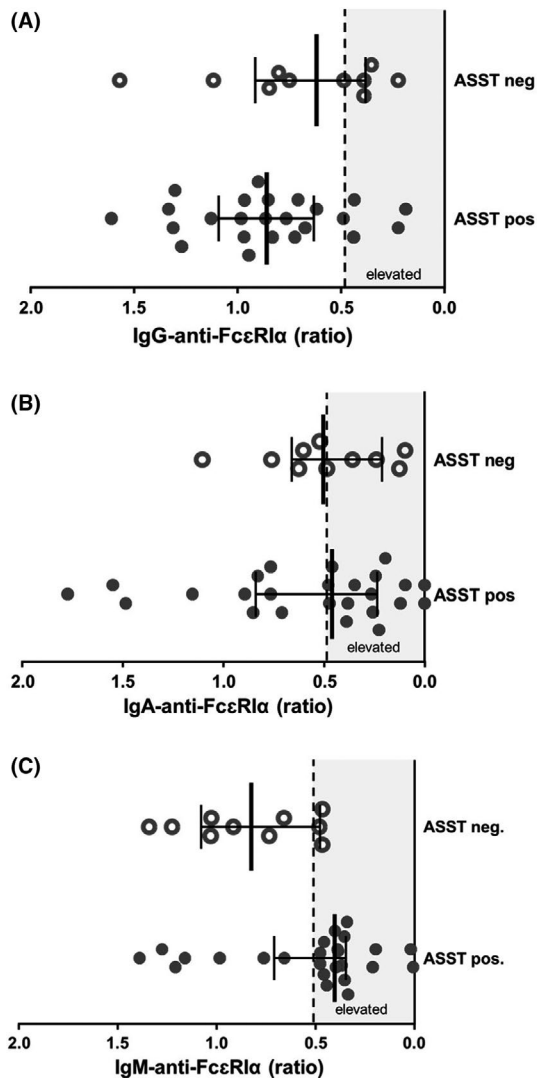 (A)
ASST neg
ASST pos
elevated
2.0 1.5 1.0 0.5 0.0
IgG-anti-FcεRIα (ratio)
(B)
ASST neg
ASST pos
elevated
2.0 1.5 1.0 0.5 0.0
IgA-anti-FcεRIα (ratio)
(C)
ASST neg.
ASST pos.
elevated
2.0 1.5 1.0 0.5 0.0
IgM-anti-FcεRIα (ratio)